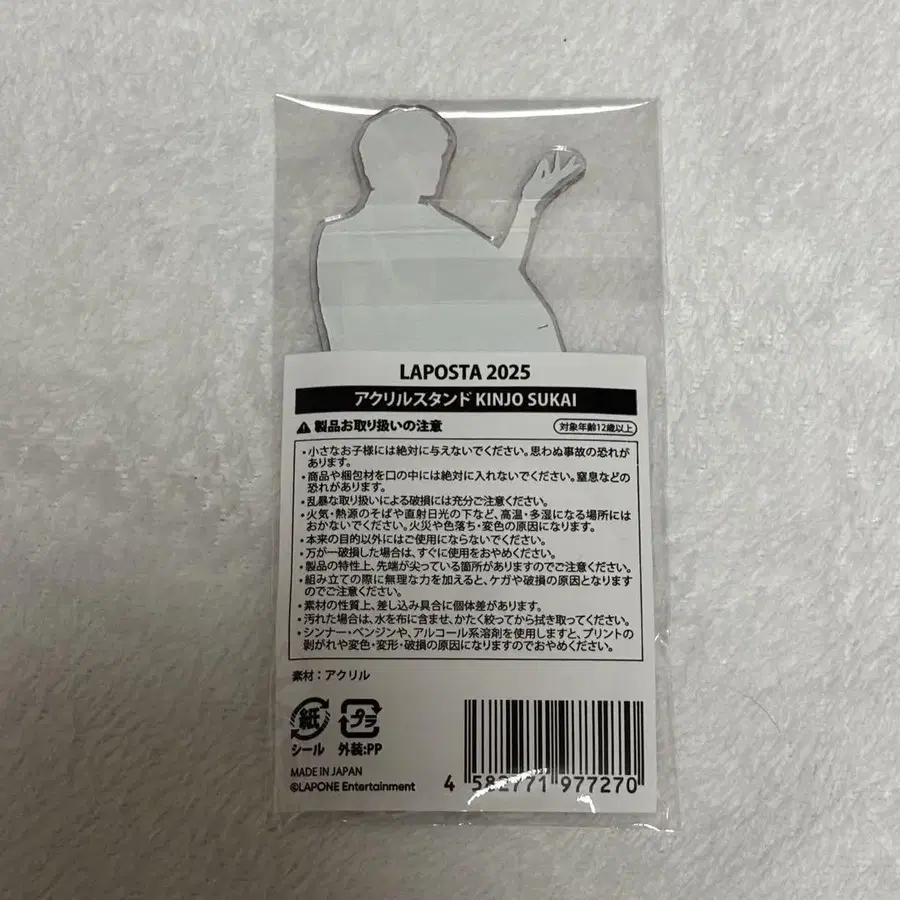 LAPOSTA 2025
アクリルスタンド KINJO SUKAI
製品お取り扱いの注意
対象年齢12歳以上
・小さなお子様には絶対に与えないでください。思わぬ事故の恐れが
あります。
・商品や梱包材を口の中には絶対に入れないでください。窒息などの
恐れがあります。
・乱暴な取り扱いによる破損には充分ご注意ください。
・火気・熱源のそばや直射日光の下など、高温・多湿になる場所には
おかないでください。火災や色落ち・変色の原因になります。
・本来の目的以外にはご使用にならないでください。
・万が一破損した場合は、すぐに使用をおやめください。
・製品の特性上、先端が尖っている箇所がありますのでご注意ください。
・組み立ての際に無理な力を加えると、ケガや破損の原因となります
のでご注意ください。
・素材の性質上、差し込み具合に個体差があります。
・汚れた場合は、水を布に含ませ、かたく絞ってから拭き取ってください。
・シンナー・ベンジンや、アルコール系溶剤を使用しますと、プリントの
剥がれや変色・変形・破損の原因になりますのでおやめください。
素材：アクリル
紙 プラ
シール 外装:PP
MADE IN JAPAN
©LAPONE Entertainment
4 582771 977270